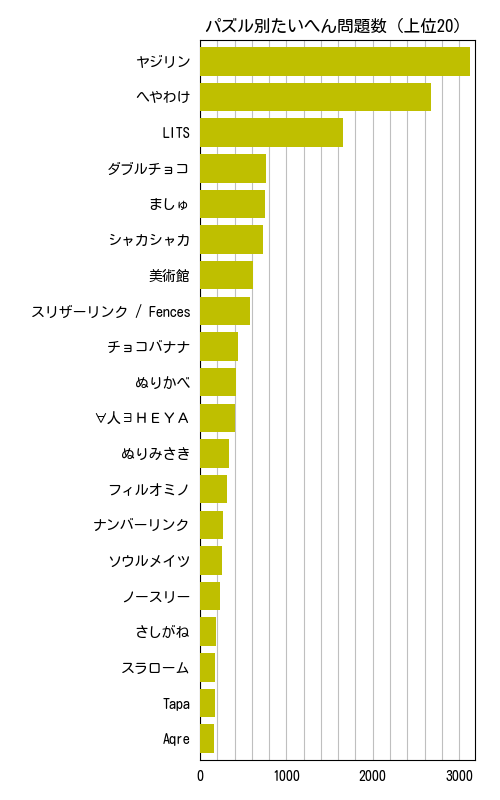 パズル別たいへん問題数 (上位20)
ヤジリン
へやわけ
LITS
ダブルチョコ
ましゅ
シャカシャカ
美術館
スリザーリンク / Fences
チョコバナナ
ぬりかべ
∀人∃ＨＥＹＡ
ぬりみさき
フィルオミノ
ナンバーリンク
ソウルメイツ
ノースリー
さしがね
スラローム
Tapa
Aqre
0 1000 2000 3000